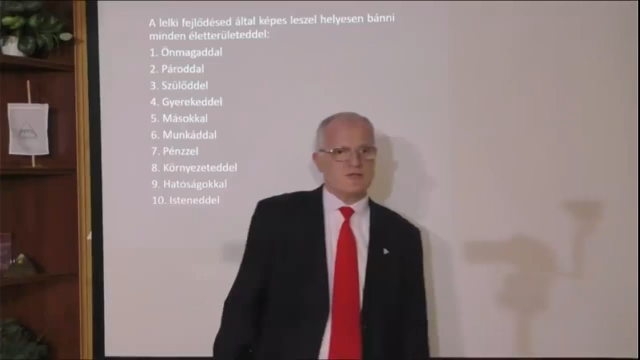 A lelki fejlődésed által képes leszel helyesen bánni
minden életterületeddel:
1. Önmagaddal
2. Pároddal
3. Szülőddel
4. Gyerekeddel
5. Másokkal
6. Munkáddal
7. Pénzzel
8. Környezeteddel
9. Hatóságokkal
10. Isteneddel